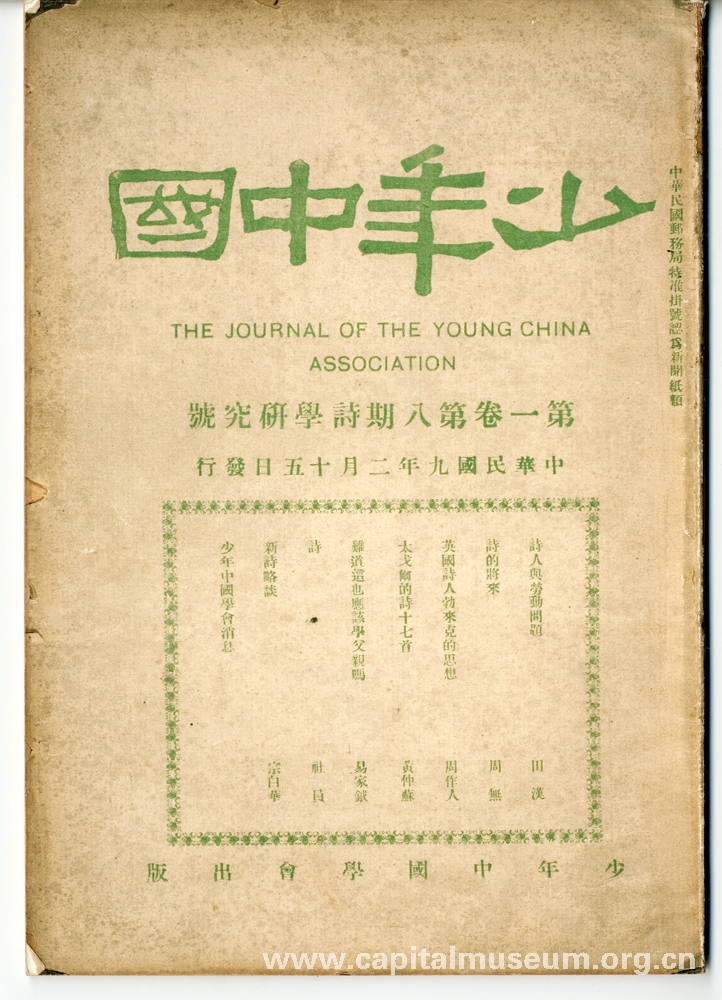 少年中國
THE JOURNAL OF THE YOUNG CHINA
ASSOCIATION
第一卷第八期詩學研究號
中華民國九年二月十五日發行
中華民國郵務局特准掛號認爲新聞紙類
詩人與勞動問題 田漢
詩的將來 周無
英國詩人勃來克的思想 周作人
太戈爾的詩十七首 黃仲蘇
難道這也應該學父親嗎 易家鉞
詩 社員
新詩略談 宗白華
少年中國學會消息
少年中國學會出版
www.capitalmuseum.org.cn